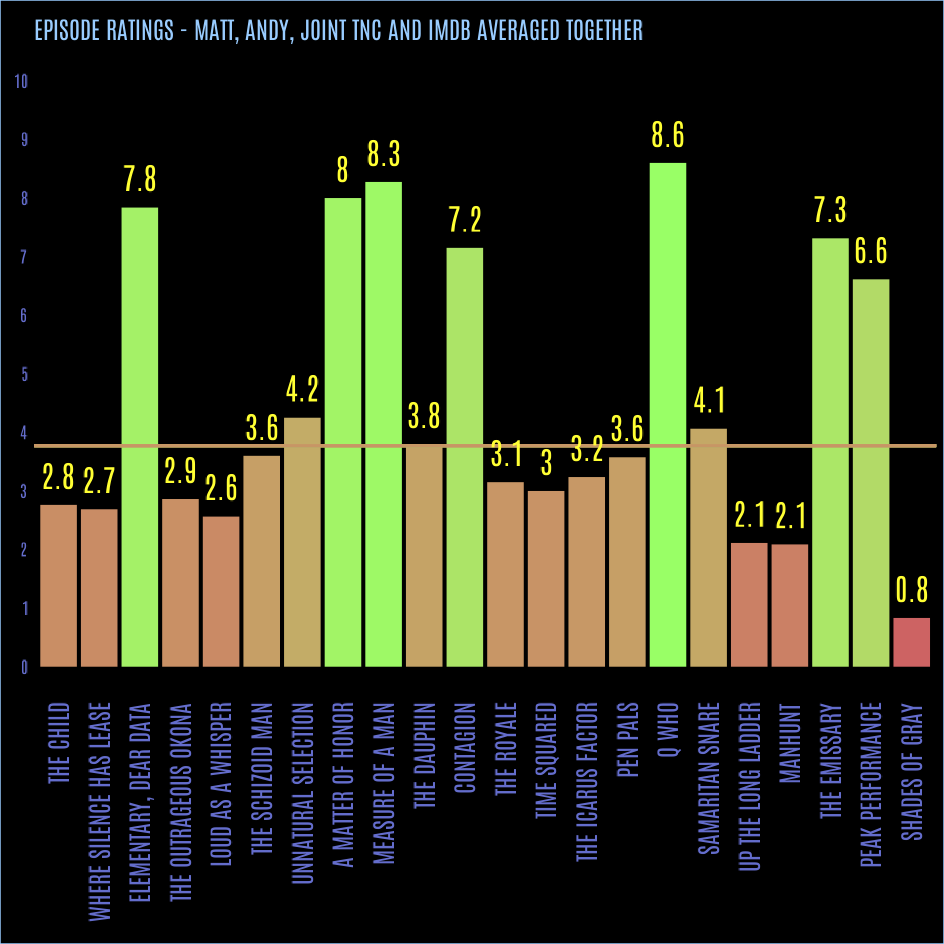 EPISODE RATINGS - MATT, ANDY, JOINT TNC AND IMDB AVERAGED TOGETHER
10
9
8
7
6
5
4
3
2
1
0
2.8
2.7
7.8
2.9
2.6
3.6
4.2
8
8.3
3.8
7.2
3.1
3
3.2
3.6
8.6
4.1
2.1
2.1
7.3
6.6
0.8
THE CHILD
WHERE SILENCE HAS LEASE
ELEMENTARY, DEAR DATA
THE OUTRAGEOUS OKONA
LOUD AS A WHISPER
THE SCHIZOID MAN
UNNATURAL SELECTION
A MATTER OF HONOR
MEASURE OF A MAN
THE DAUPHIN
CONTAGION
THE ROYALE
TIME SQUARED
THE ICARUS FACTOR
PEN PALS
Q WHO
SAMARITAN SNARE
UP THE LONG LADDER
MANHUNT
THE EMISSARY
PEAK PERFORMANCE
SHADES OF GRAY